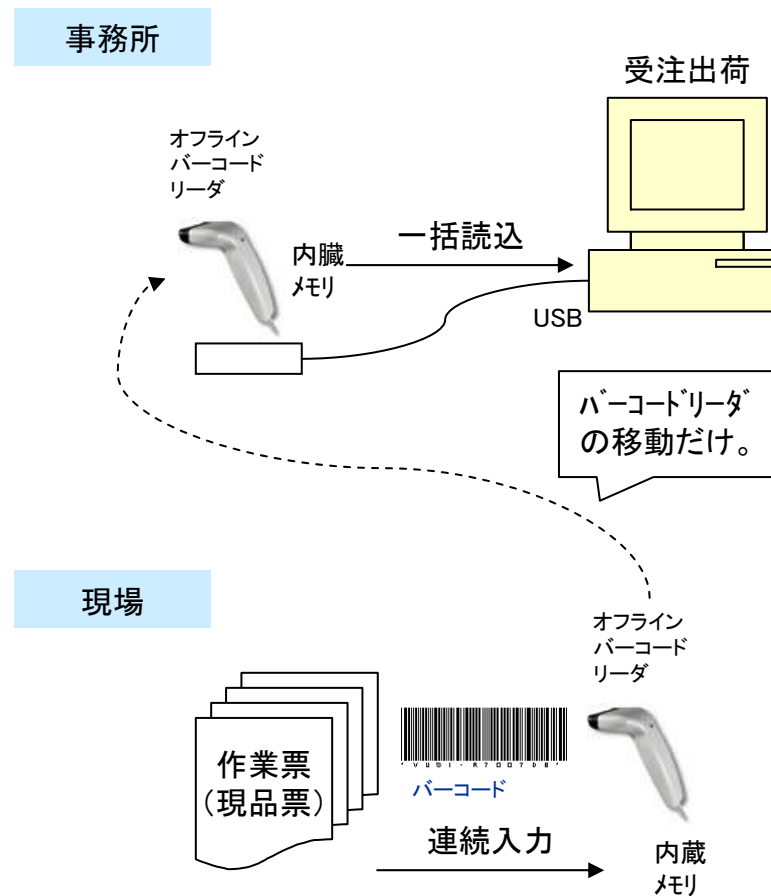 事務所
受注出荷
オフライン
バーコード
リーダ
一括読込
内臓
ﾒﾓﾘ
USB
ﾊﾞｰｺｰﾄﾞﾘｰﾀﾞ
の移動だけ。
現場
オフライン
バーコード
リーダ
作業票
(現品票)
バーコード
連続入力
内蔵
ﾒﾓﾘ